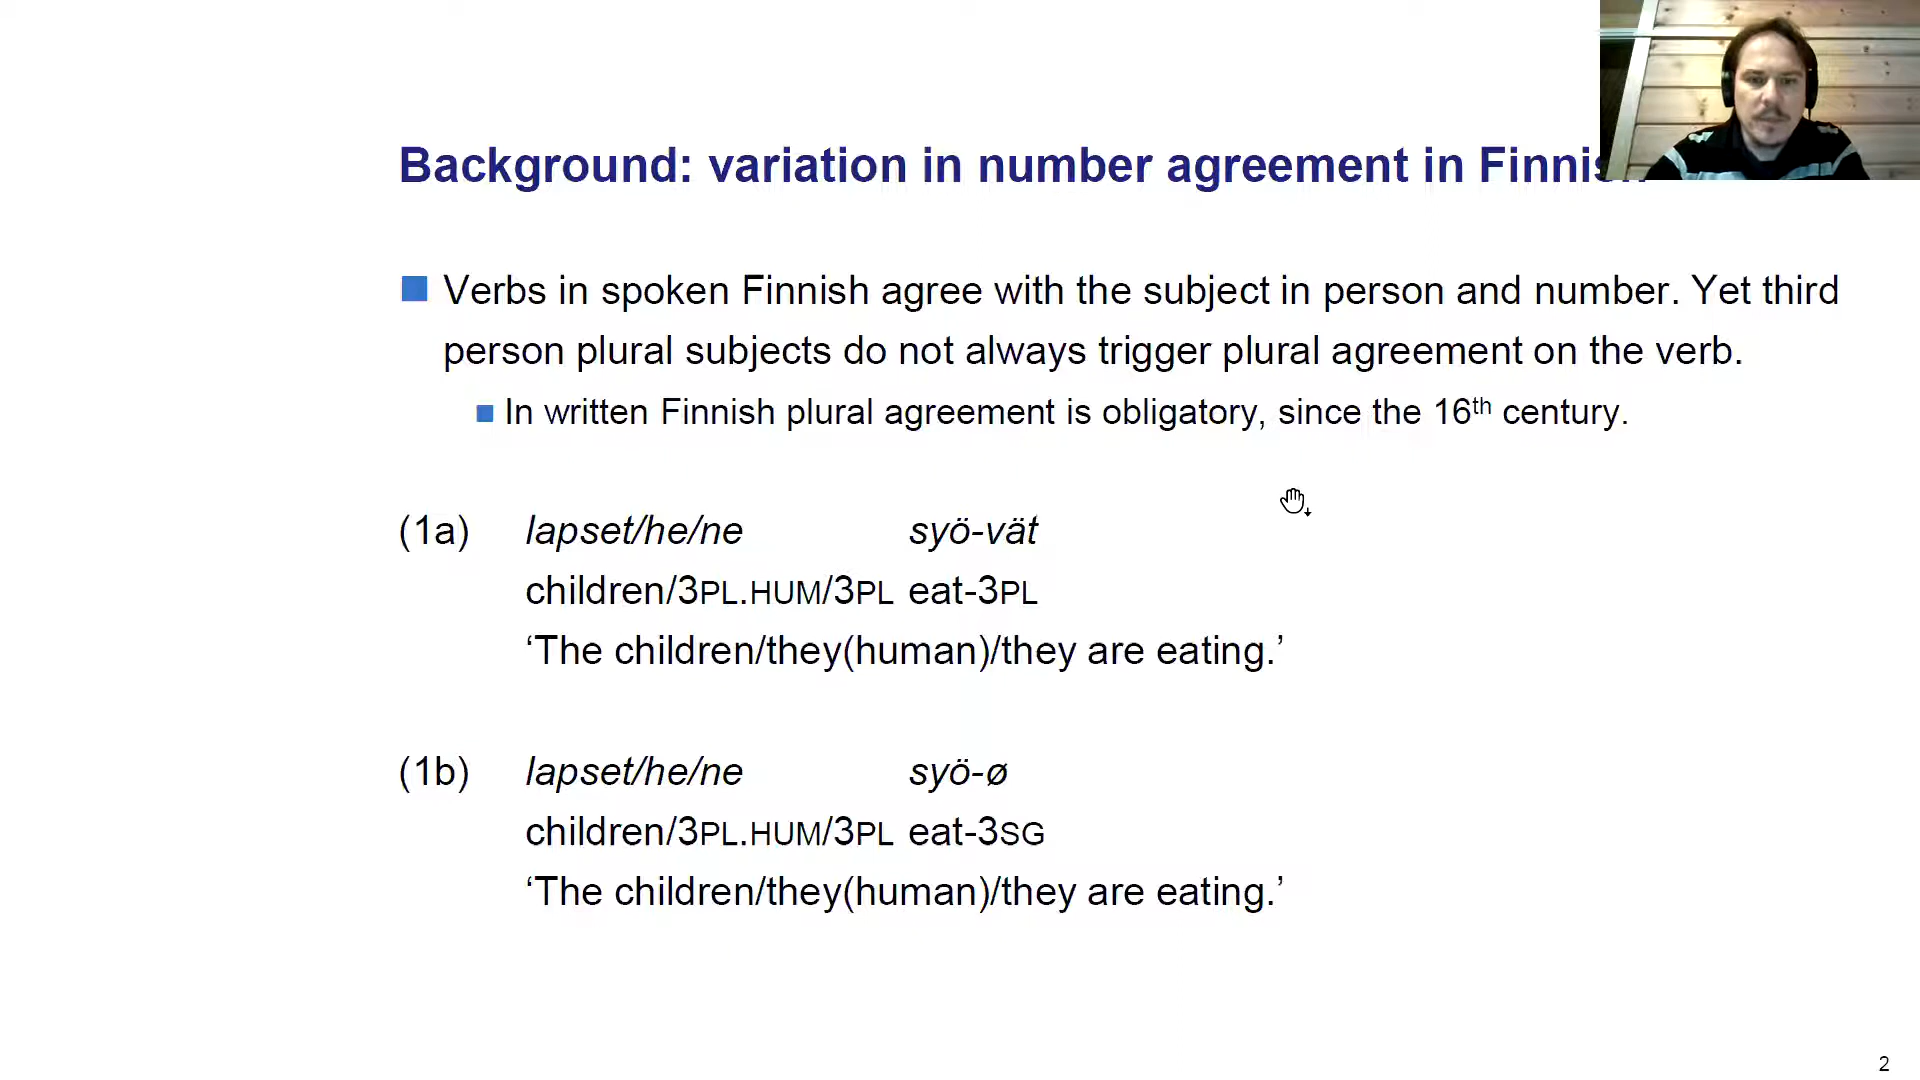 Background: variation in number agreement in
Verbs in spoken Finnish agree with the subject in person and number. Yet third
person plural subjects do not always trigger plural agreement on the verb.
In written Finnish plural agreement is obligatory, since the 16th century.
(1a) lapset/he/ne syö-vät
children/3PL.HUM/3PL eat-3PL
‘The children/they(human)/they are eating.’
(1b) lapset/he/ne syö-ø
children/3PL.HUM/3PL eat-3SG
‘The children/they(human)/they are eating.’
2